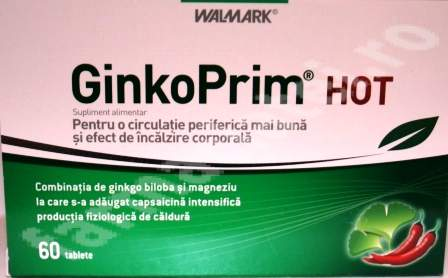 WALMARK®
GinkoPrim® HOT
Supliment alimentar
Pentru o circulație periferică mai bună
și efect de încălzire corporală
Combinația de ginkgo biloba și magneziu
la care s-a adăugat capsaicină intensifică
producția fiziologică de căldură
60 tablete